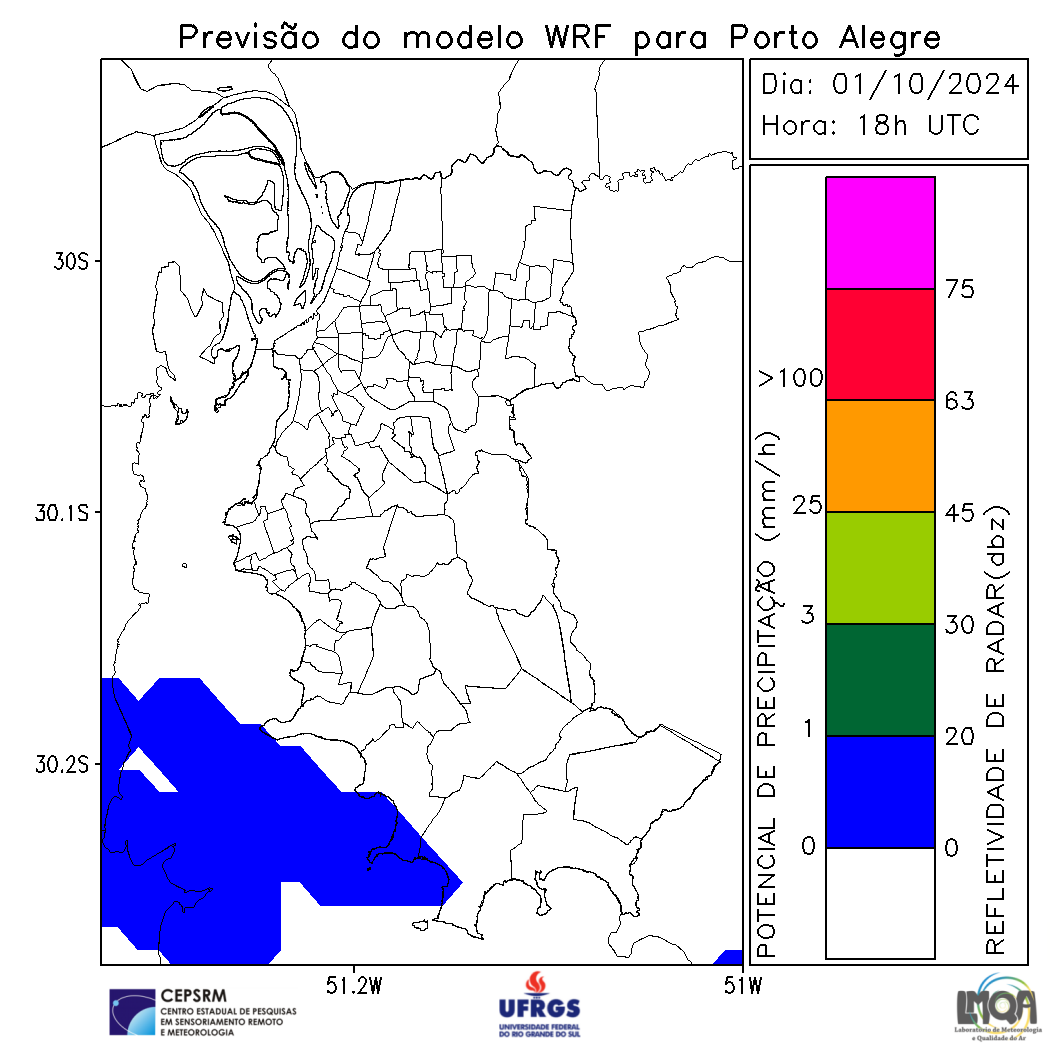 Previsão do modelo WRF para Porto Alegre
Dia: 01/10/2024
Hora: 18h UTC
30S
30.1S
30.2S
51.2W
51W
POTENCIAL DE PRECIPITAÇÃO (mm/h)
>100
25
3
1
0
75
63
45
30
20
0
REFLETIVIDADE DE RADAR(dbz)
CEPSRM
CENTRO ESTADUAL DE PESQUISAS
EM SENSORIAMENTO REMOTO
E METEOROLOGIA
UFRGS
UNIVERSIDADE FEDERAL
DO RIO GRANDE DO SUL
LMQA
Laboratório de Meteorologia
e Qualidade do Ar